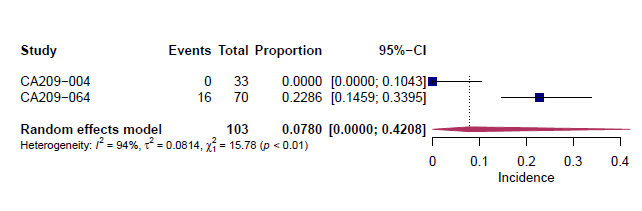 Study Events Total Proportion 95%−CI
CA209−004 0 33 0.0000 [0.0000; 0.1043]
CA209−064 16 70 0.2286 [0.1459; 0.3395]
Random effects model 103 0.0780 [0.0000; 0.4208]
Heterogeneity: I² = 94%, τ² = 0.0814, χ²₁ = 15.78 (p < 0.01)
0 0.1 0.2 0.3 0.4
Incidence